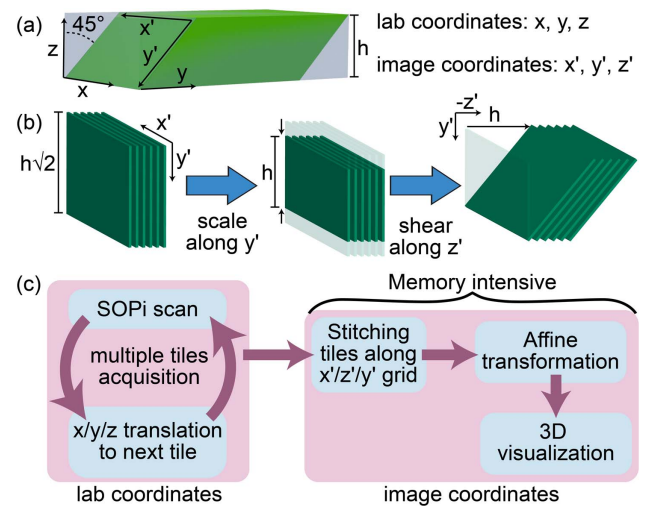 (a)
45°
z
x
x'
y'
y
h
lab coordinates: x, y, z
image coordinates: x', y', z'
(b)
h√2
x'
y'
scale
along y'
h
shear
along z'
-z'
y'
h
(c)
Memory intensive
SOPi scan
multiple tiles
acquisition
x/y/z translation
to next tile
lab coordinates
Stitching
tiles along
x'/z'/y' grid
Affine
transformation
3D
visualization
image coordinates